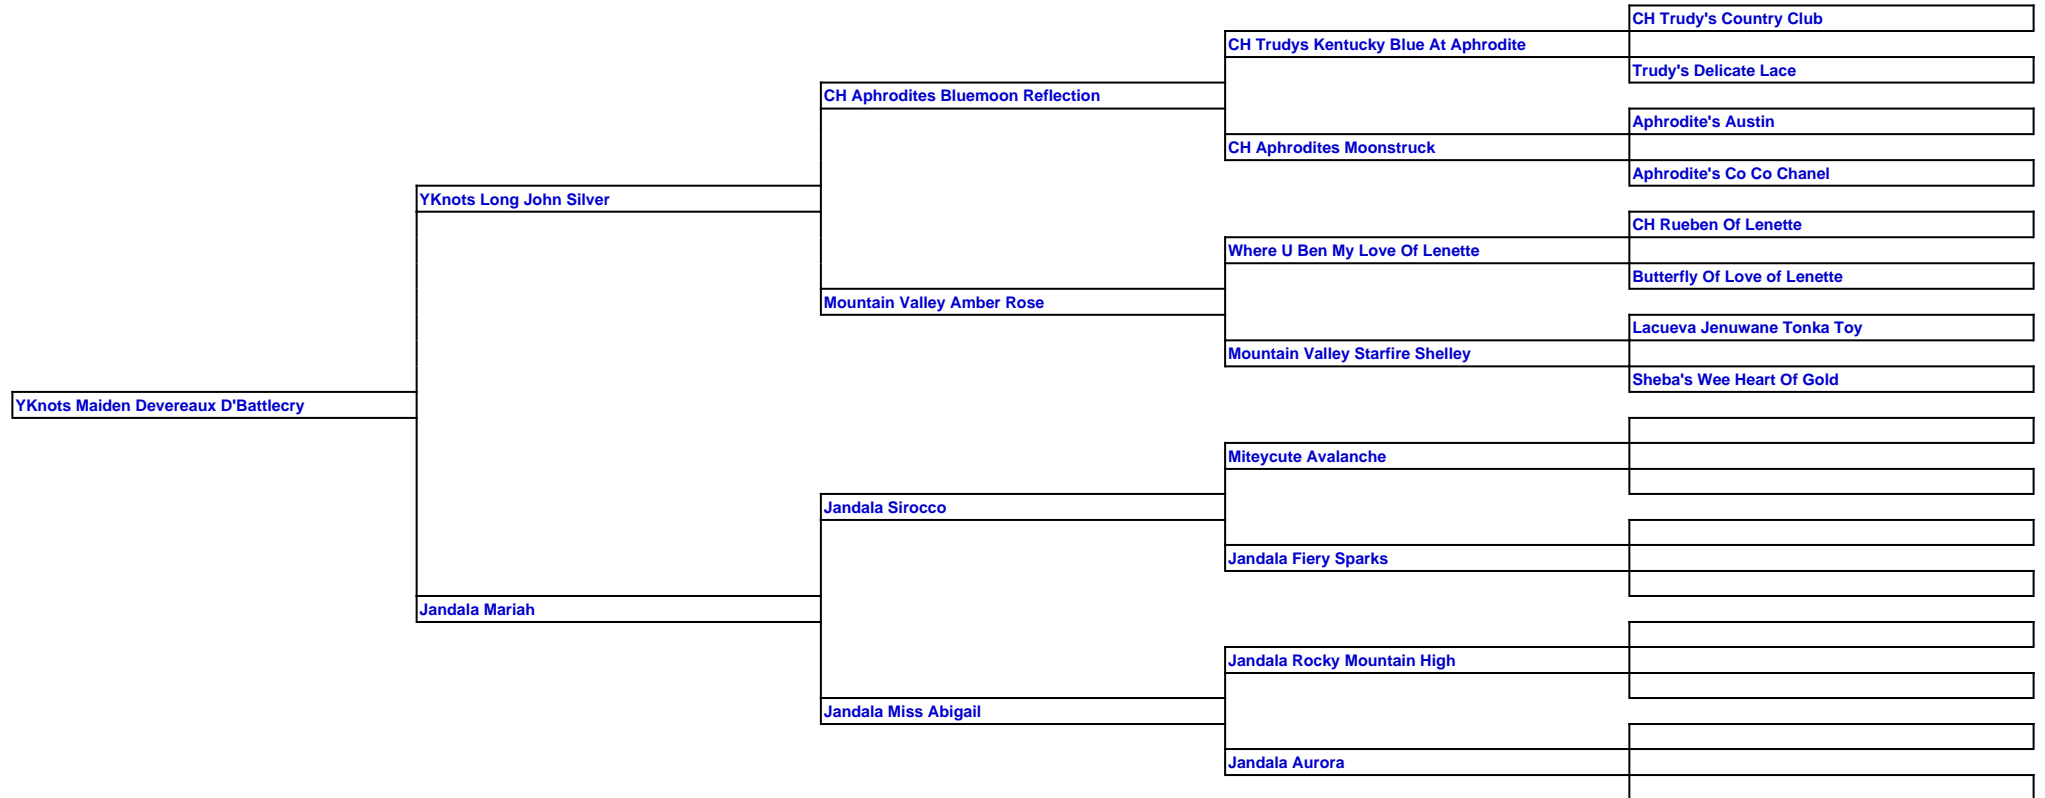 CH Trudy's Country Club
CH Trudys Kentucky Blue At Aphrodite
Trudy's Delicate Lace
CH Aphrodites Bluemoon Reflection
Aphrodite's Austin
CH Aphrodites Moonstruck
Aphrodite's Co Co Chanel
YKnots Long John Silver
CH Rueben Of Lenette
Where U Ben My Love Of Lenette
Butterfly Of Love of Lenette
Mountain Valley Amber Rose
Lacueva Jenuwane Tonka Toy
Mountain Valley Starfire Shelley
Sheba's Wee Heart Of Gold
YKnots Maiden Devereaux D'Battlecry
Miteycute Avalanche
Jandala Sirocco
Jandala Fiery Sparks
Jandala Mariah
Jandala Rocky Mountain High
Jandala Miss Abigail
Jandala Aurora